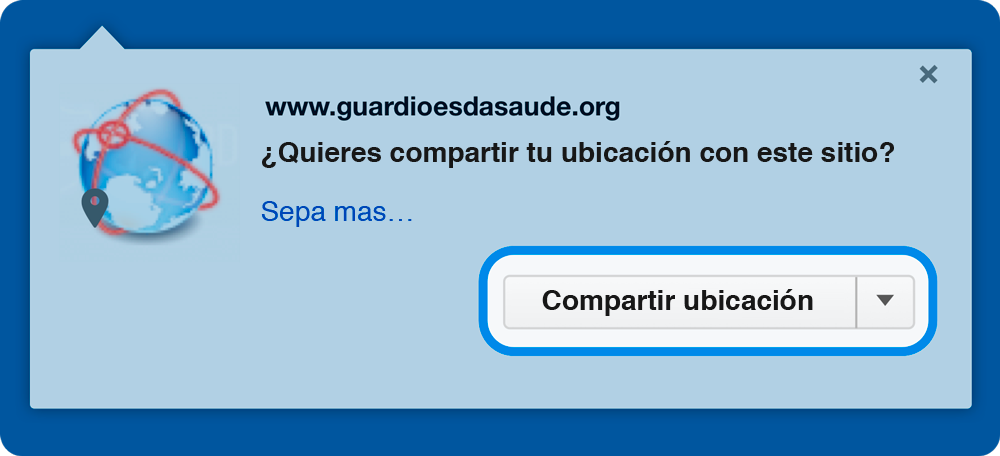 www.guardioesdasaude.org
¿Quieres compartir tu ubicación con este sitio?
Sepa mas...
Compartir ubicación